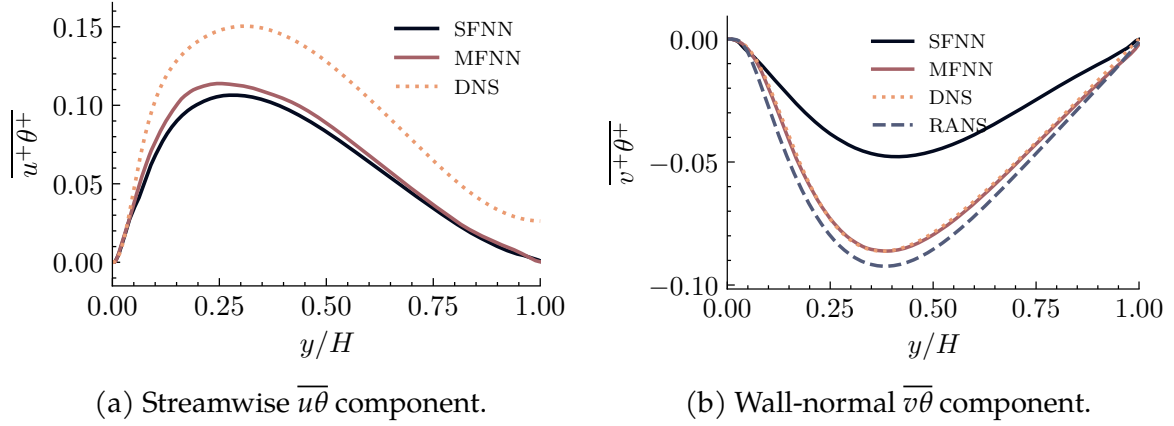 0.15
0.10
0.05
0.00
0.00 0.25 0.50 0.75 1.00
u⁺θ⁺
y/H
SFNN
MFNN
DNS
(a) Streamwise uθ component.
0.00
−0.05
−0.10
0.00 0.25 0.50 0.75 1.00
v⁺θ⁺
y/H
SFNN
MFNN
DNS
RANS
(b) Wall-normal vθ component.